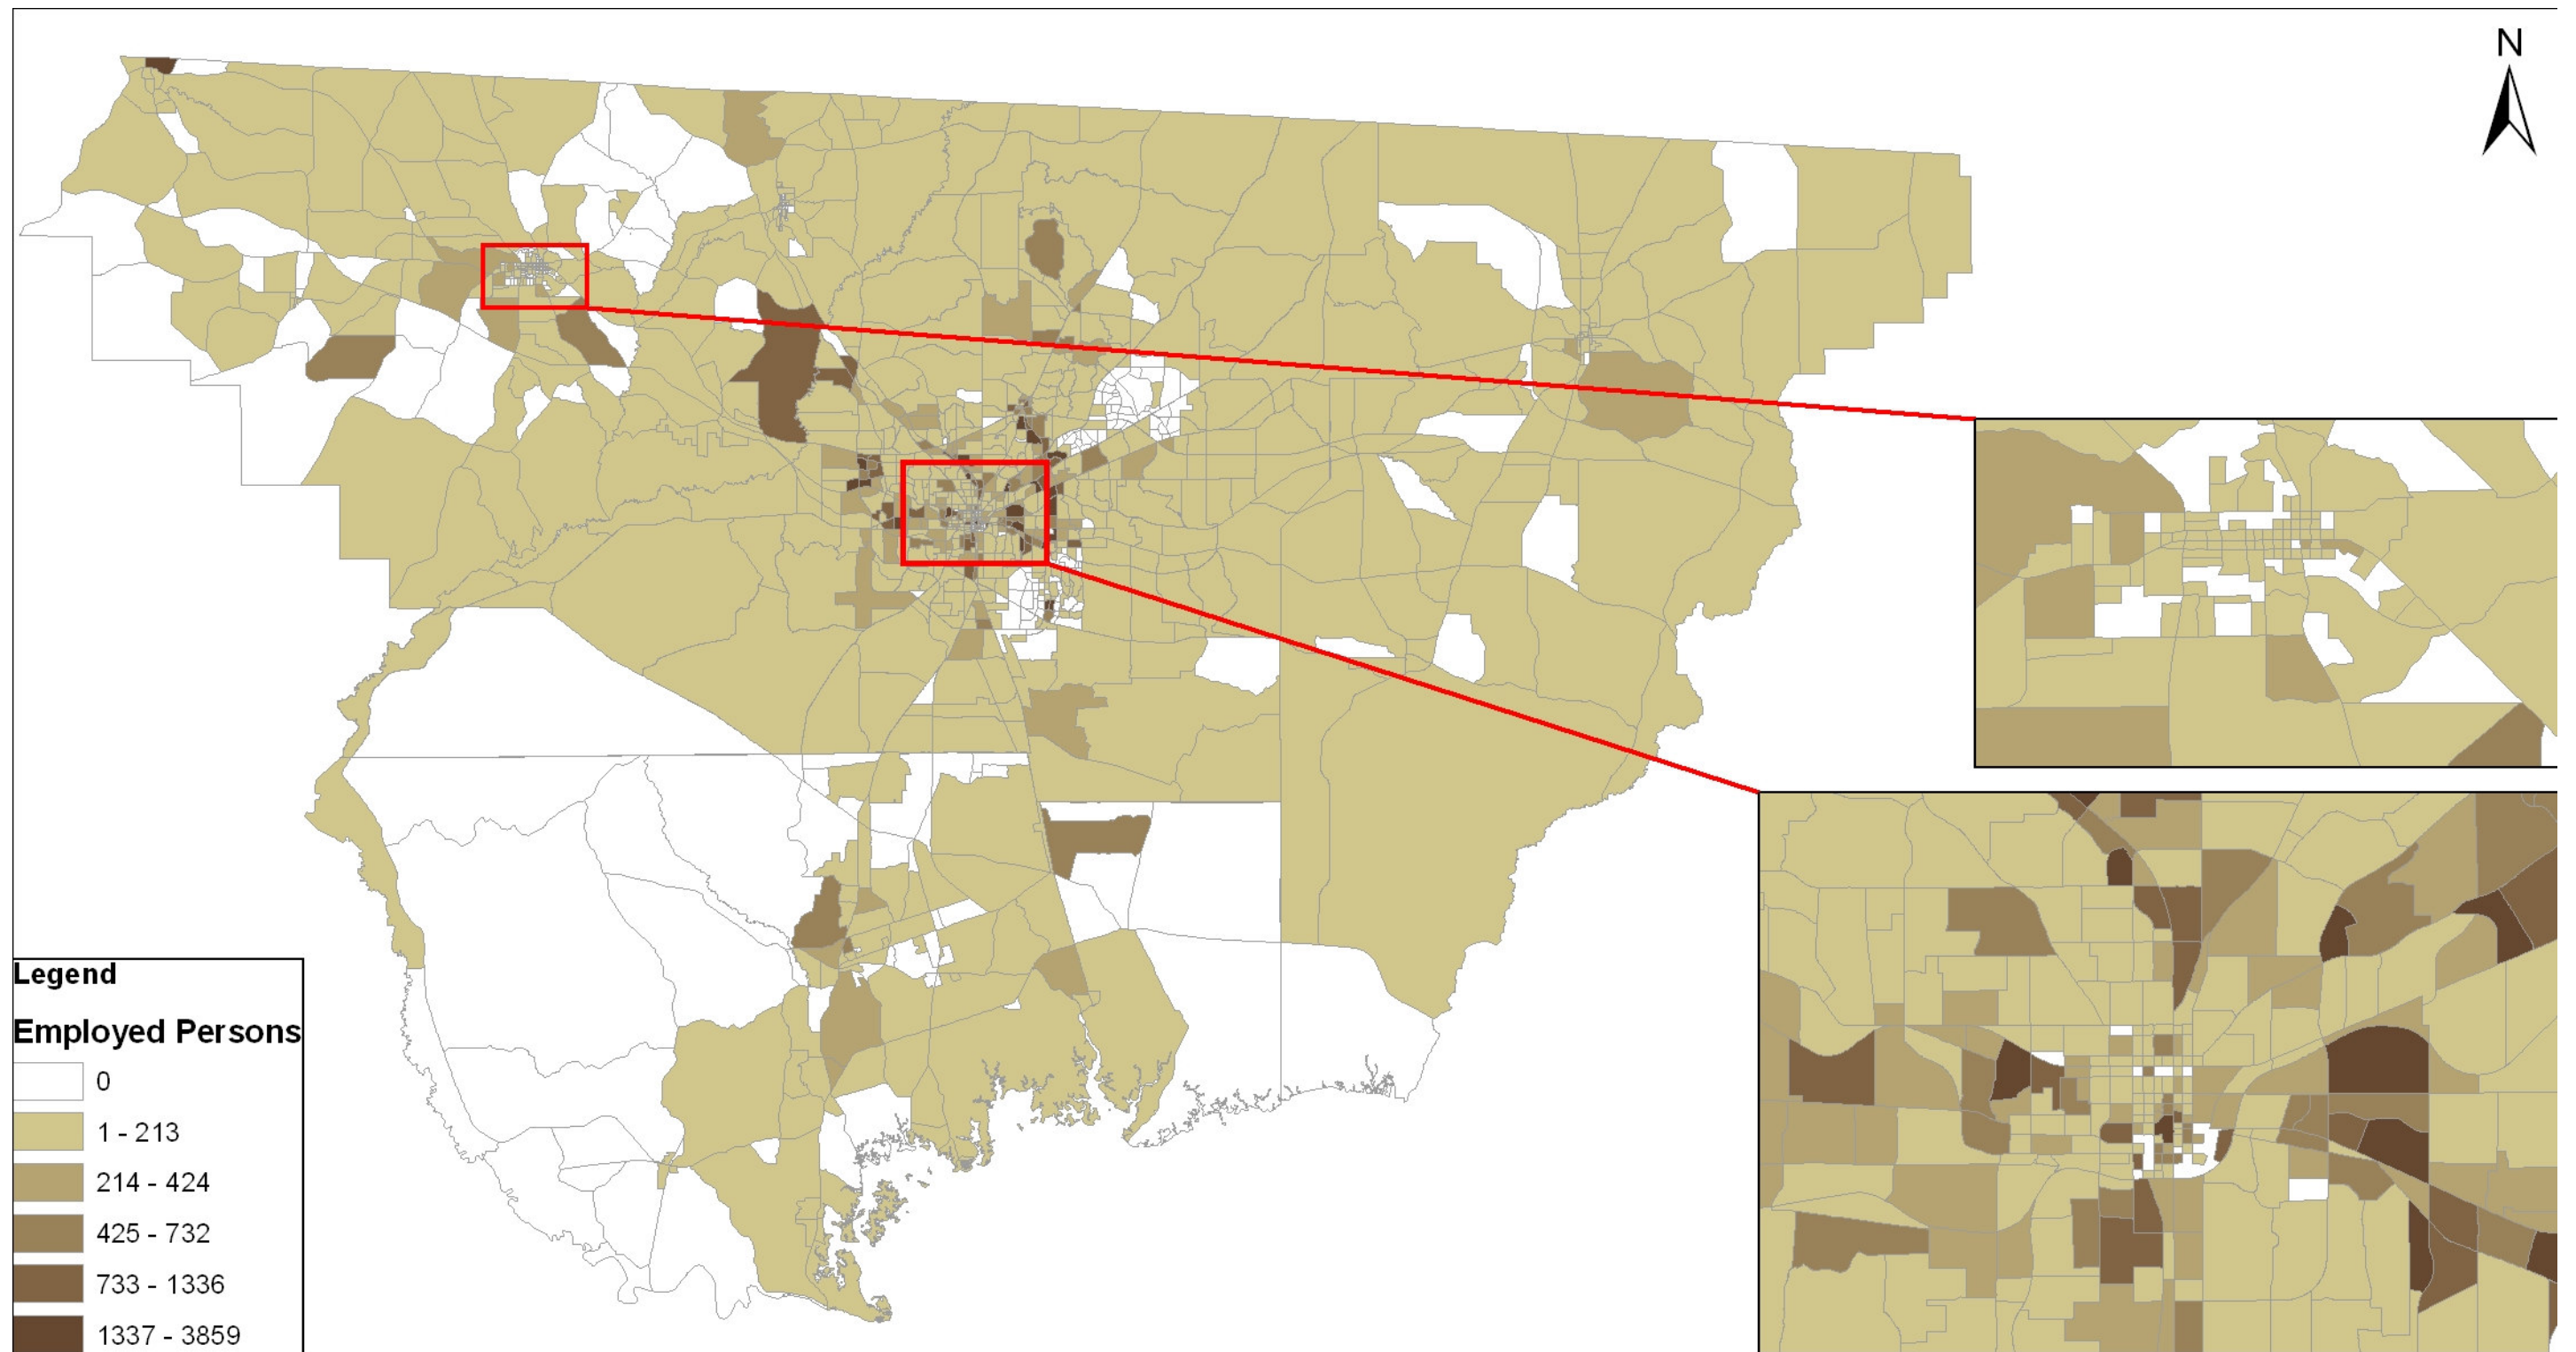 N
Legend
Employed Persons
0
1 - 213
214 - 424
425 - 732
733 - 1336
1337 - 3859